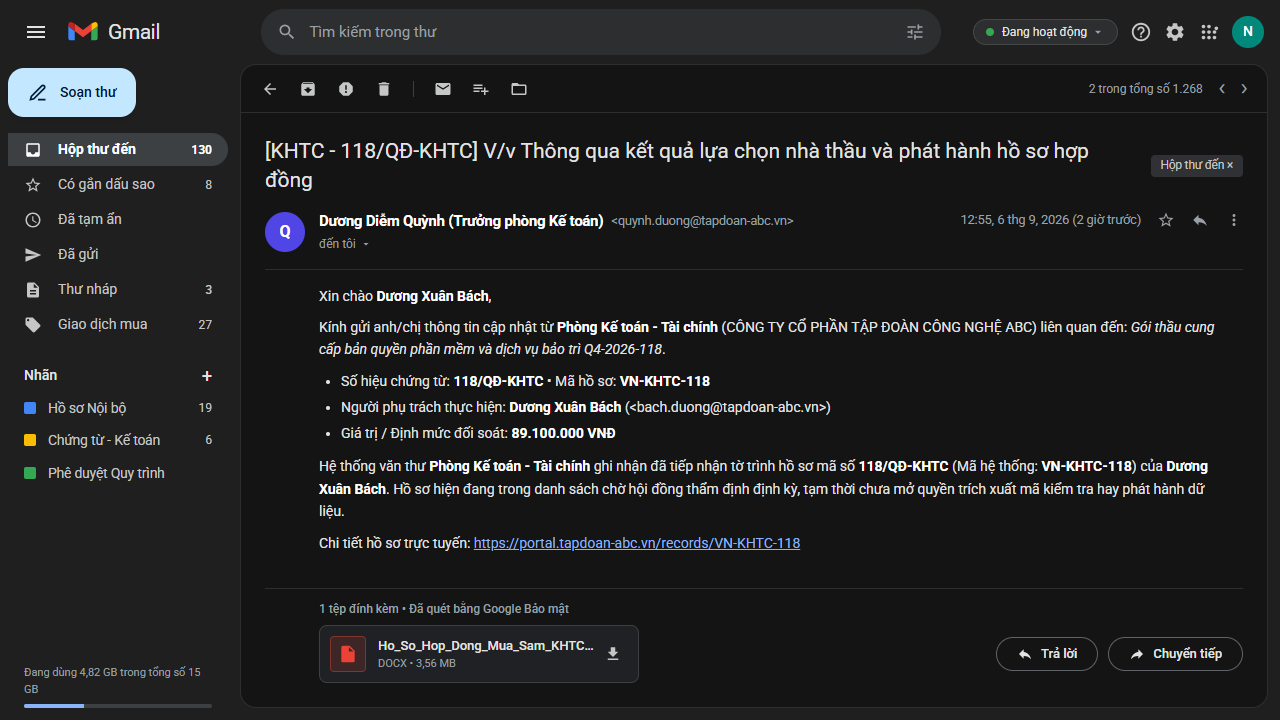 Gmail
Tìm kiếm trong thư
Đang hoạt động
N
Soạn thư
Hộp thư đến 130
Có gắn dấu sao 8
Đã tạm ẩn
Đã gửi
Thư nháp 3
Giao dịch mua 27
Nhãn +
Hồ sơ Nội bộ 19
Chứng từ - Kế toán 6
Phê duyệt Quy trình
Đang dùng 4,82 GB trong tổng số 15
GB
2 trong tổng số 1.268
[KHTC - 118/QĐ-KHTC] V/v Thông qua kết quả lựa chọn nhà thầu và phát hành hồ sơ hợp
đồng
Hộp thư đến ×
Q
Dương Diễm Quỳnh (Trưởng phòng Kế toán) <quynh.duong@tapdoan-abc.vn>
12:55, 6 thg 9, 2026 (2 giờ trước)
đến tôi
Xin chào Dương Xuân Bách,
Kính gửi anh/chị thông tin cập nhật từ Phòng Kế toán - Tài chính (CÔNG TY CỔ PHẦN TẬP ĐOÀN CÔNG NGHỆ ABC) liên quan đến: Gói thầu cung
cấp bản quyền phần mềm và dịch vụ bảo trì Q4-2026-118.
• Số hiệu chứng từ: 118/QĐ-KHTC • Mã hồ sơ: VN-KHTC-118
• Người phụ trách thực hiện: Dương Xuân Bách (<bach.duong@tapdoan-abc.vn>)
• Giá trị / Định mức đối soát: 89.100.000 VNĐ
Hệ thống văn thư Phòng Kế toán - Tài chính ghi nhận đã tiếp nhận tờ trình hồ sơ mã số 118/QĐ-KHTC (Mã hệ thống: VN-KHTC-118) của Dương
Xuân Bách. Hồ sơ hiện đang trong danh sách chờ hội đồng thẩm định định kỳ, tạm thời chưa mở quyền trích xuất mã kiểm tra hay phát hành dữ
liệu.
Chi tiết hồ sơ trực tuyến: https://portal.tapdoan-abc.vn/records/VN-KHTC-118
1 tệp đính kèm • Đã quét bằng Google Bảo mật
Ho_So_Hop_Dong_Mua_Sam_KHTC...
DOCX • 3,56 MB
Trả lời
Chuyển tiếp